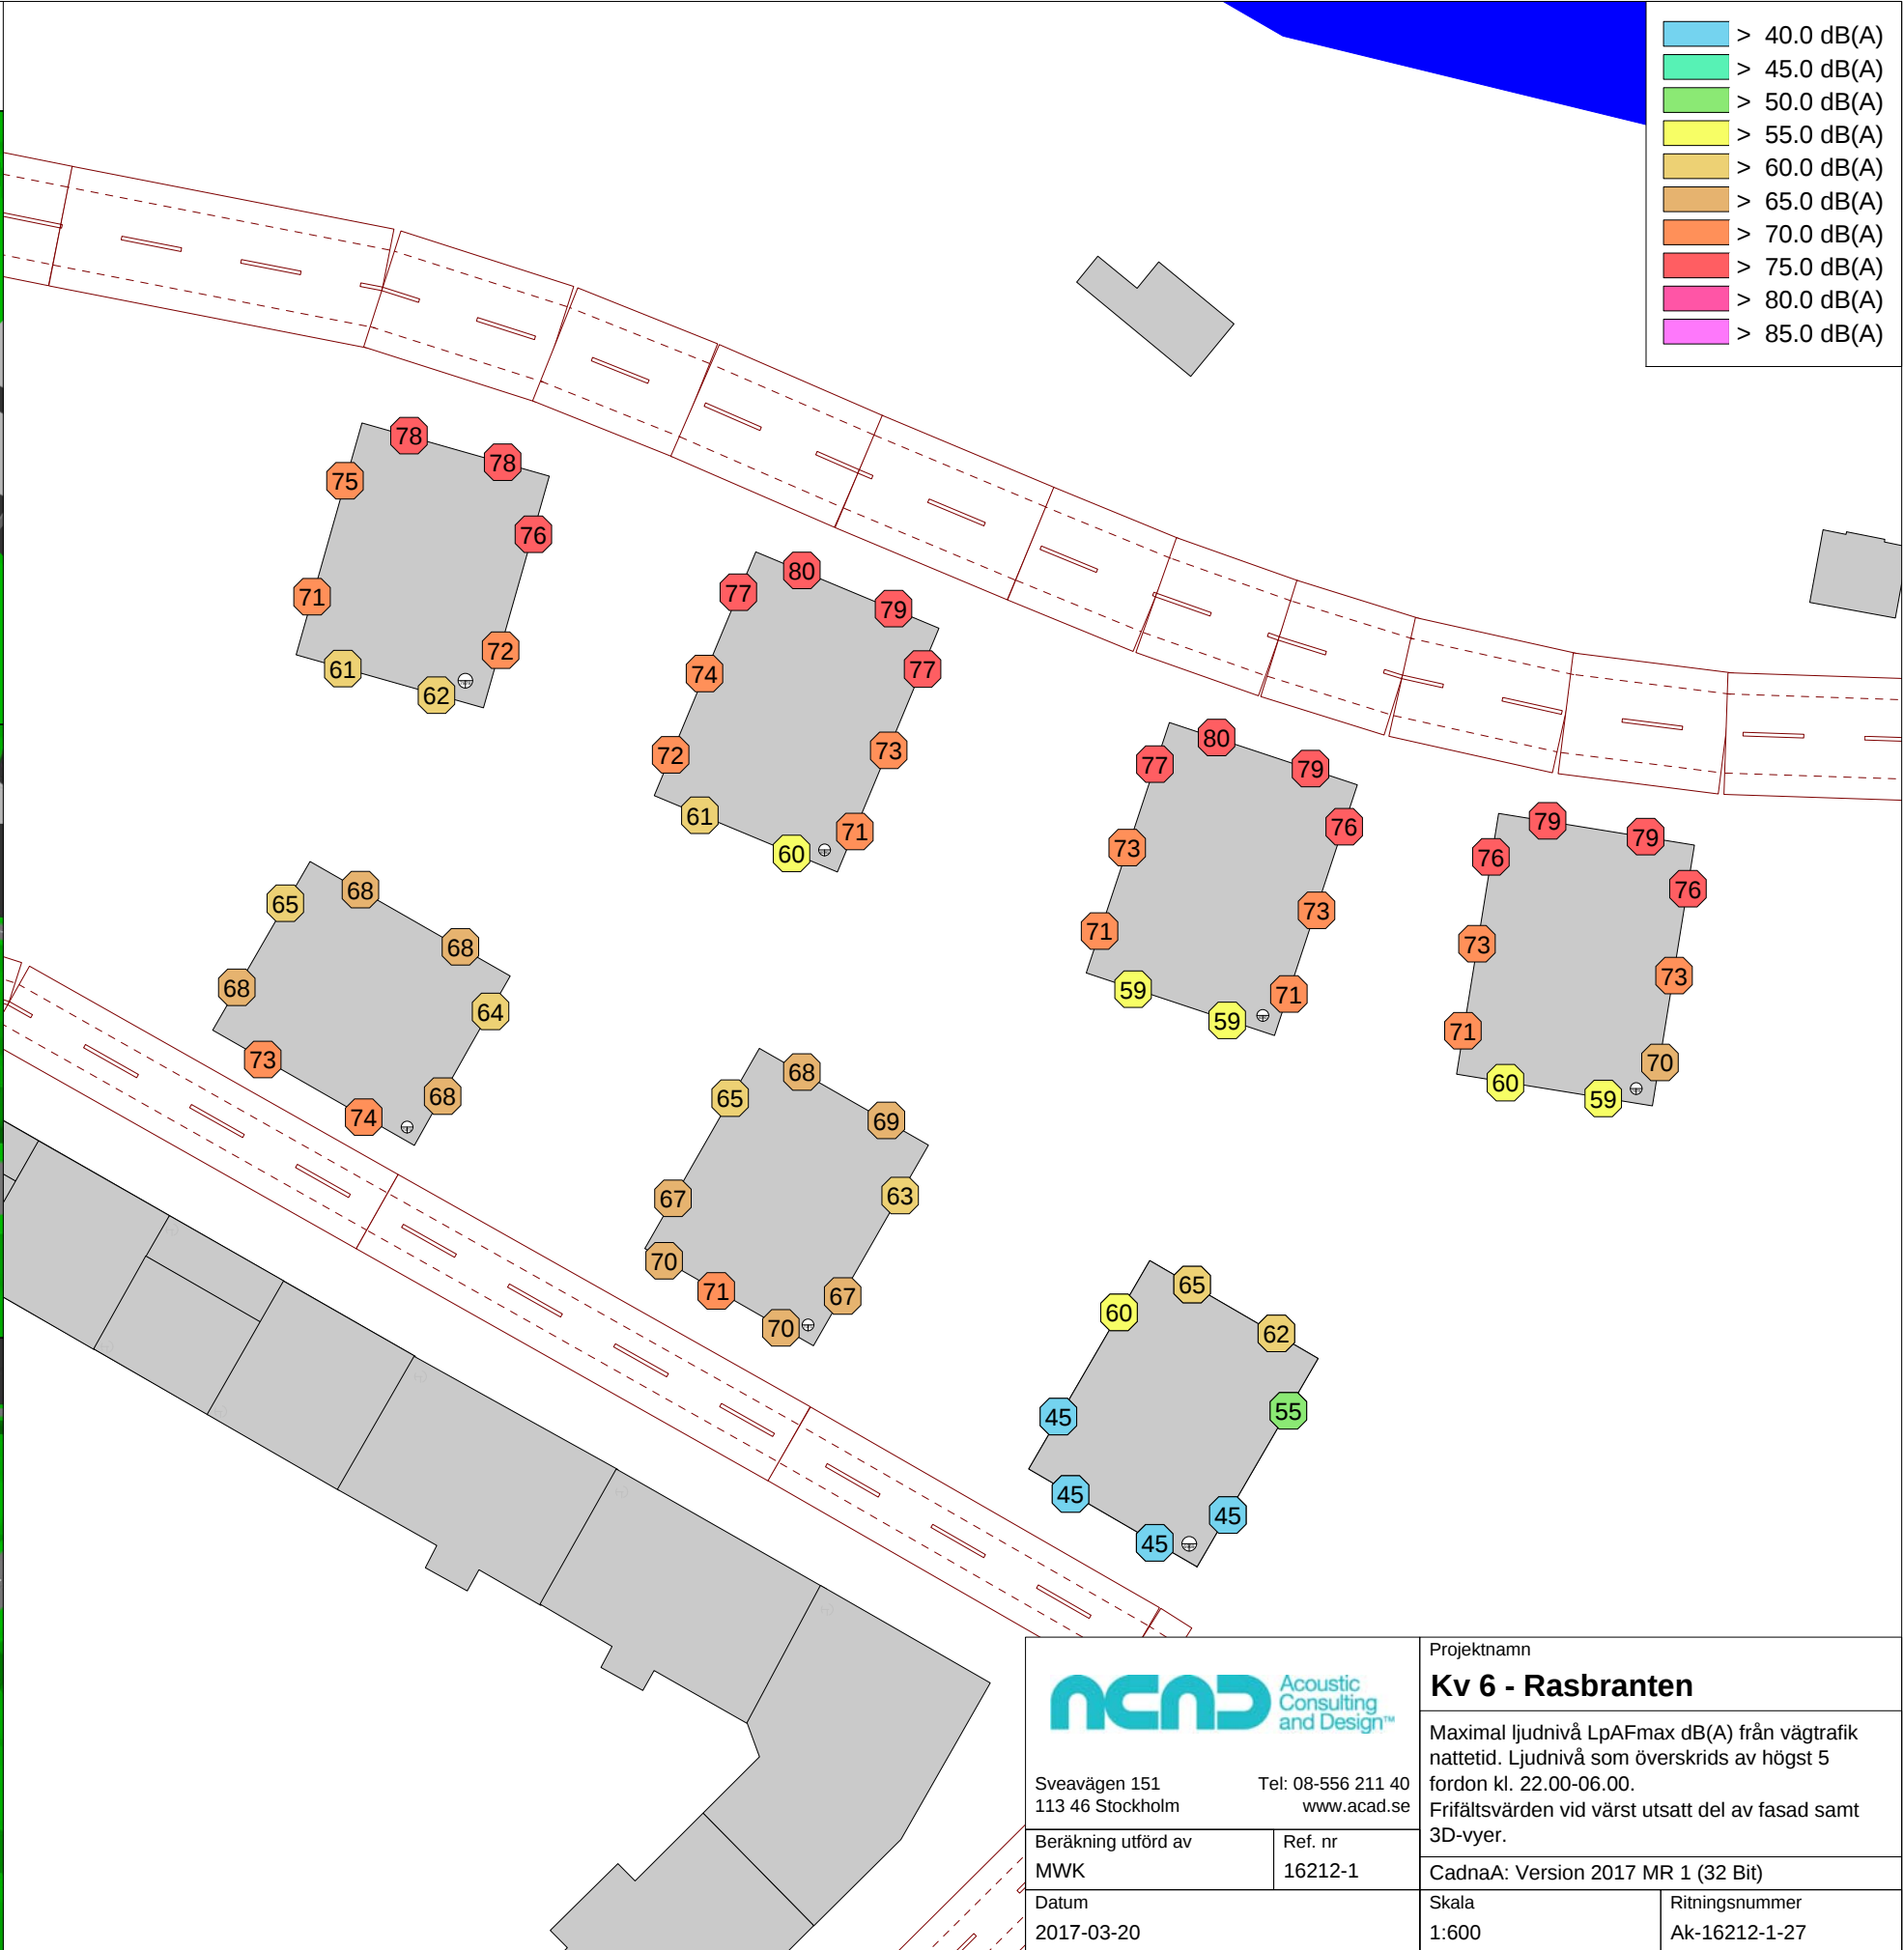 > 40.0 dB(A)
> 45.0 dB(A)
> 50.0 dB(A)
> 55.0 dB(A)
> 60.0 dB(A)
> 65.0 dB(A)
> 70.0 dB(A)
> 75.0 dB(A)
> 80.0 dB(A)
> 85.0 dB(A)
78
78
75
76
71
72
61
62
80
77
79
77
74
73
72
71
61
60
80
77
79
76
73
73
71
71
59
59
79
79
76
76
73
73
71
70
60
59
68
65
68
68
64
73
68
74
68
65
69
67
63
70
71
67
70
65
60
62
45
55
45
45
45
ACAD
Acoustic
Consulting
and Design™
Sveavägen 151 Tel: 08-556 211 40
113 46 Stockholm www.acad.se
Beräkning utförd av Ref. nr
MWK 16212-1
Datum
2017-03-20
Projektnamn
Kv 6 - Rasbranten
Maximal ljudnivå LpAFmax dB(A) från vägtrafik
nattetid. Ljudnivå som överskrids av högst 5
fordon kl. 22.00-06.00.
Frifältsvärden vid värst utsatt del av fasad samt
3D-vyer.
CadnaA: Version 2017 MR 1 (32 Bit)
Skala Ritningsnummer
1:600 Ak-16212-1-27